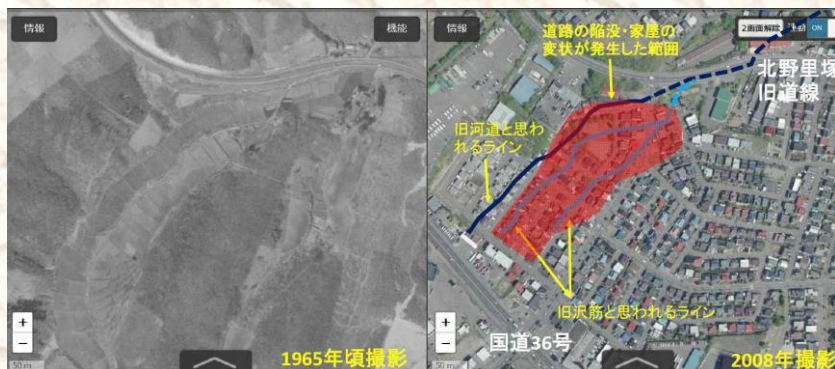 情報
機能
+
−
50 m
1965年頃撮影
情報
道路の陥没・家屋の
変状が発生した範囲
2画面解除
連動
ON
北野里塚
旧道線
旧河道と思わ
れるライン
旧沢筋と思われるライン
国道36号
+
−
50 m
2008年撮影